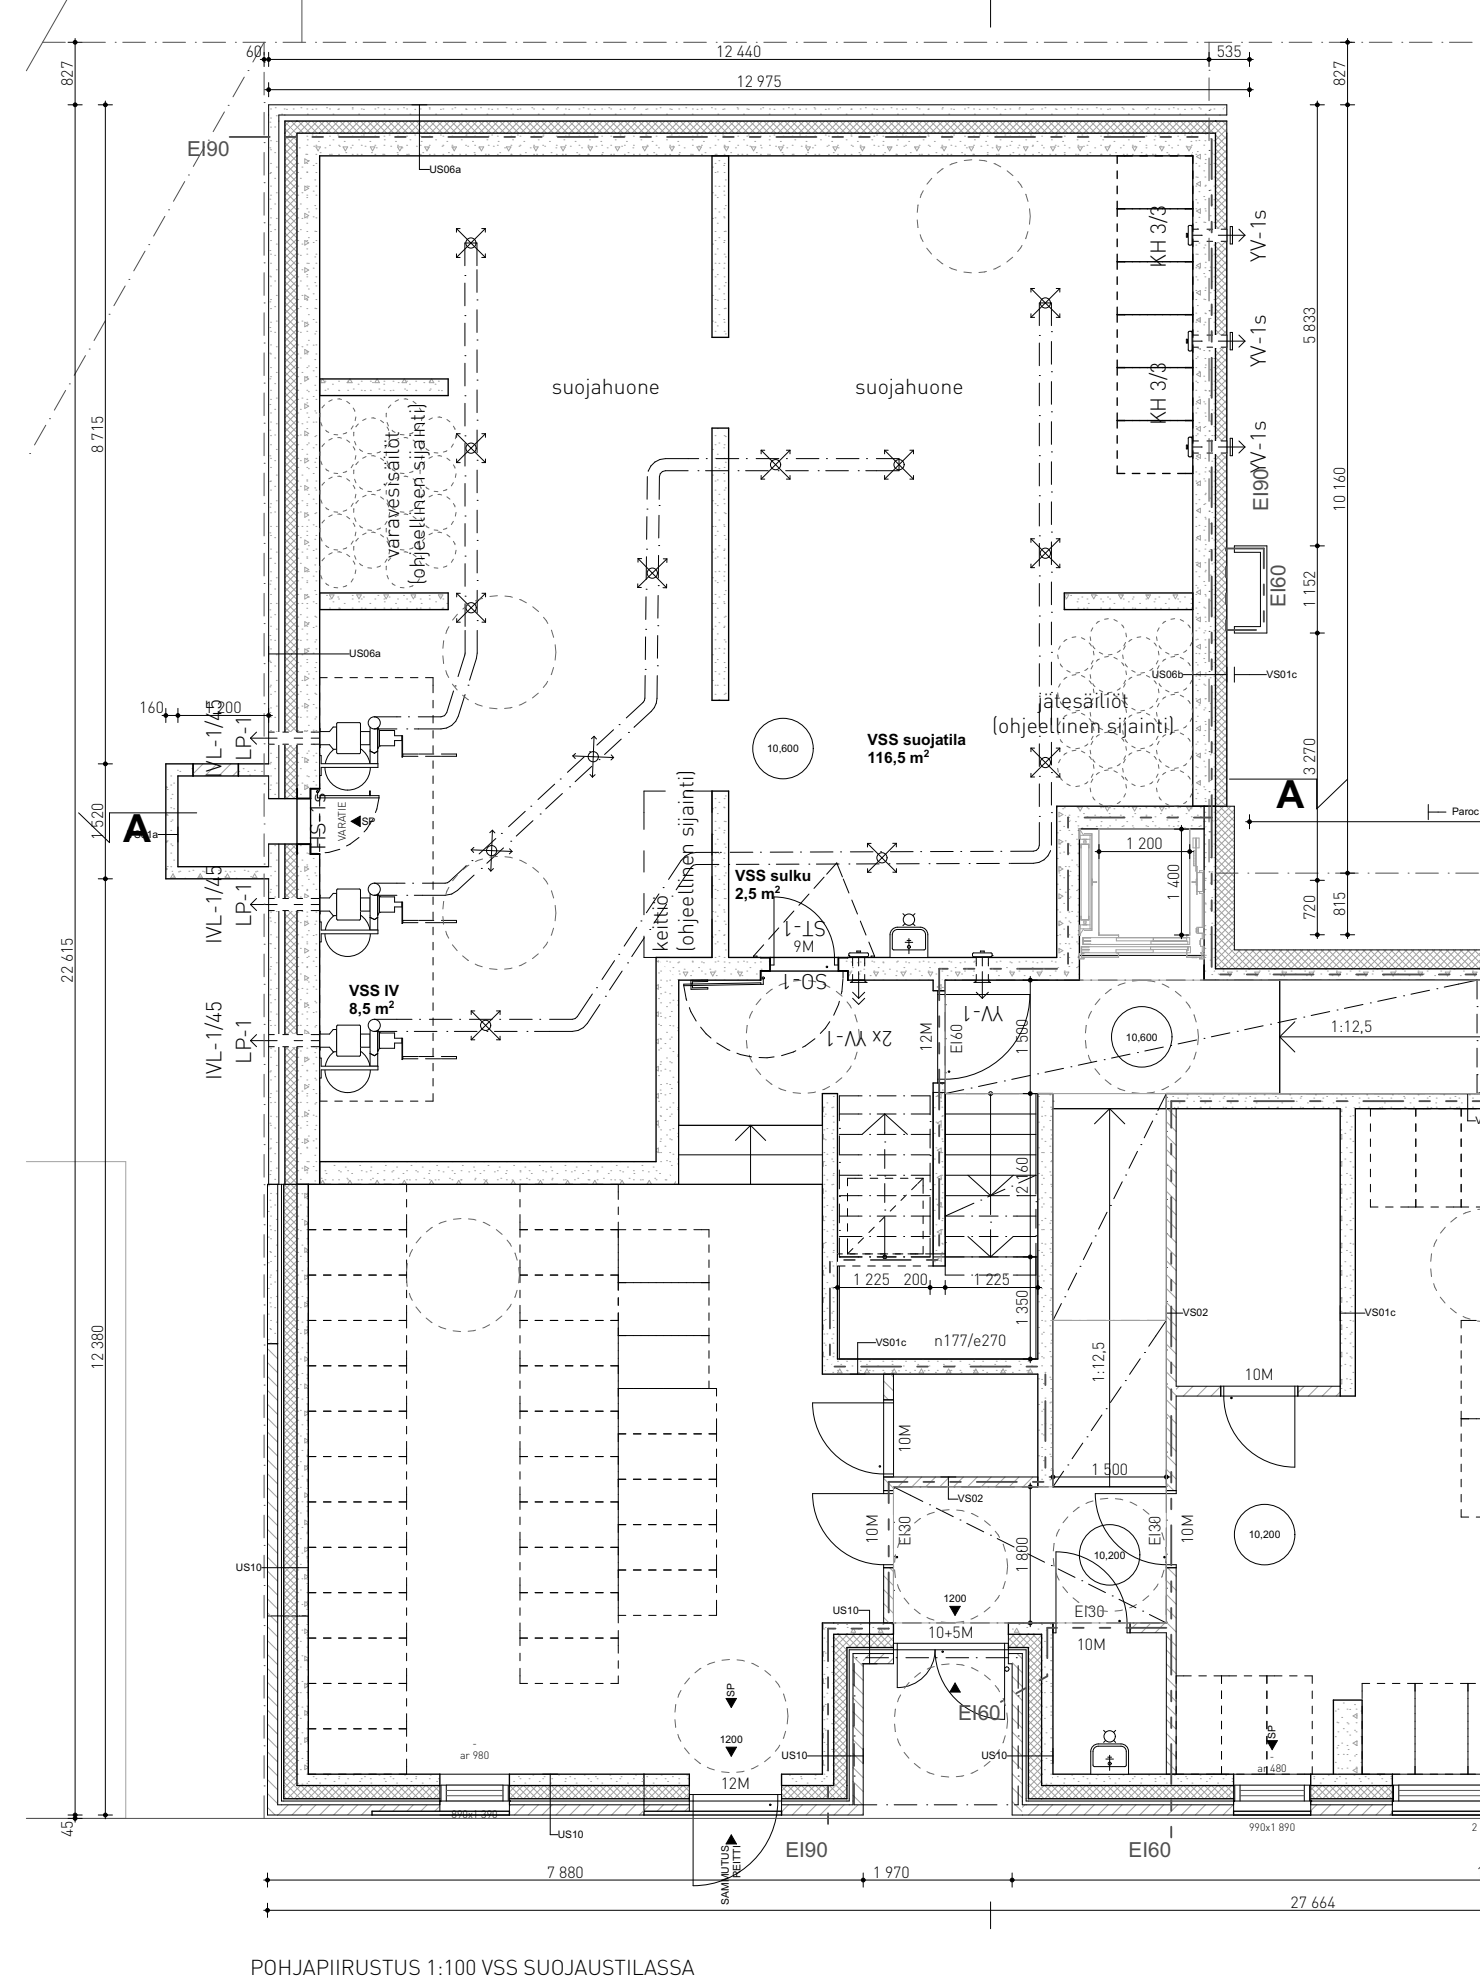 60
12 440
535
12 975
827
827
EI90
US06a
KH 3/3
YV-1s
YV-1s
5 833
suojahuone
suojahuone
KH 3/3
8 715
varavesisäiliöt
(ohjeellinen sijainti)
YV-1s
EI90
10 160
EI60
1 152
US06a
US06b
VS01c
160
1 200
IVL-1/45
LP-1
jätesäiliöt
(ohjeellinen sijainti)
10,600
VSS suojatila
116,5 m²
3 270
A
1 520
VARATIE
SP
A
Paroc
keittiö
(ohjeellinen sijainti)
1 200
1 400
VSS sulku
2,5 m²
IVL-1/45
LP-1
ST-1
9M
720
815
22 615
SO-1
VSS IV
8,5 m²
IVL-1/45
LP-1
2x YV-1
12M
EI60
YV-1
1 500
10,600
1:12,5
2 160
1 225
200
1 225
1 350
VS01c
n177/e270
VS02
VS01c
12 380
1:12,5
10M
10M
1 500
VS02
10M
EI30
EI30
10M
10,200
10,200
US10
1 800
1200
US10
10+5M
EI30
10M
SP
EI60
1200
ar 980
US10
US10
SP
ar 480
12M
890x1 390
45
US10
SAMMUTUS
REITTI
EI90
EI60
990x1 890
2
7 880
1 970
27 664
POHJAPIIRUSTUS 1:100 VSS SUOJAUSTILASSA